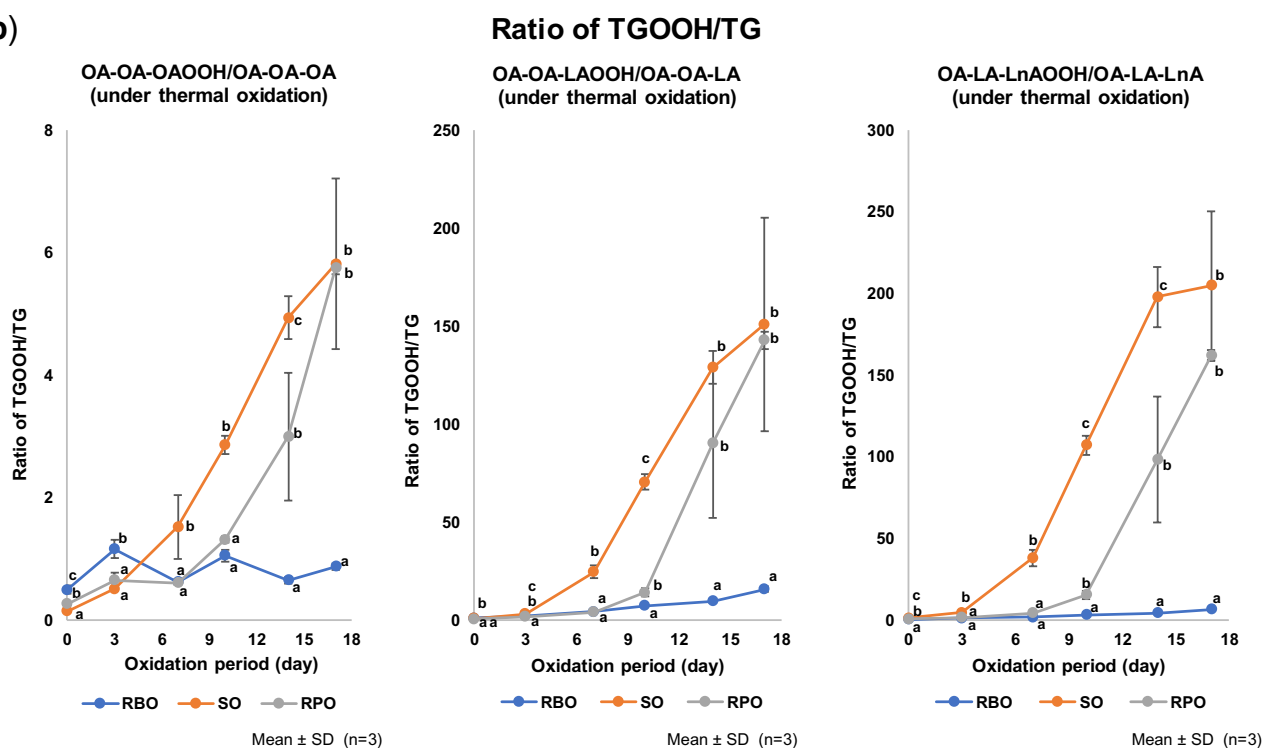 b)
Ratio of TGOOH/TG
OA-OA-OAOOH/OA-OA-OA
(under thermal oxidation)
8
6
4
2
0
Ratio of TGOOH/TG
c
b
a
b
a
a
b
a
a
b
a
a
c
b
a
b
b
a
0 3 6 9 12 15 18
Oxidation period (day)
RBO SO RPO
Mean ± SD (n=3)
OA-OA-LAOOH/OA-OA-LA
(under thermal oxidation)
250
200
150
100
50
0
Ratio of TGOOH/TG
b
a a
c
b
a
b
a
a
c
b
a
b
b
a
b
b
a
0 3 6 9 12 15 18
Oxidation period (day)
RBO SO RPO
Mean ± SD (n=3)
OA-LA-LnAOOH/OA-LA-LnA
(under thermal oxidation)
300
250
200
150
100
50
0
Ratio of TGOOH/TG
c
b
a
b
a
a
b
a
a
c
b
a
c
b
a
b
b
a
0 3 6 9 12 15 18
Oxidation period (day)
RBO SO RPO
Mean ± SD (n=3)